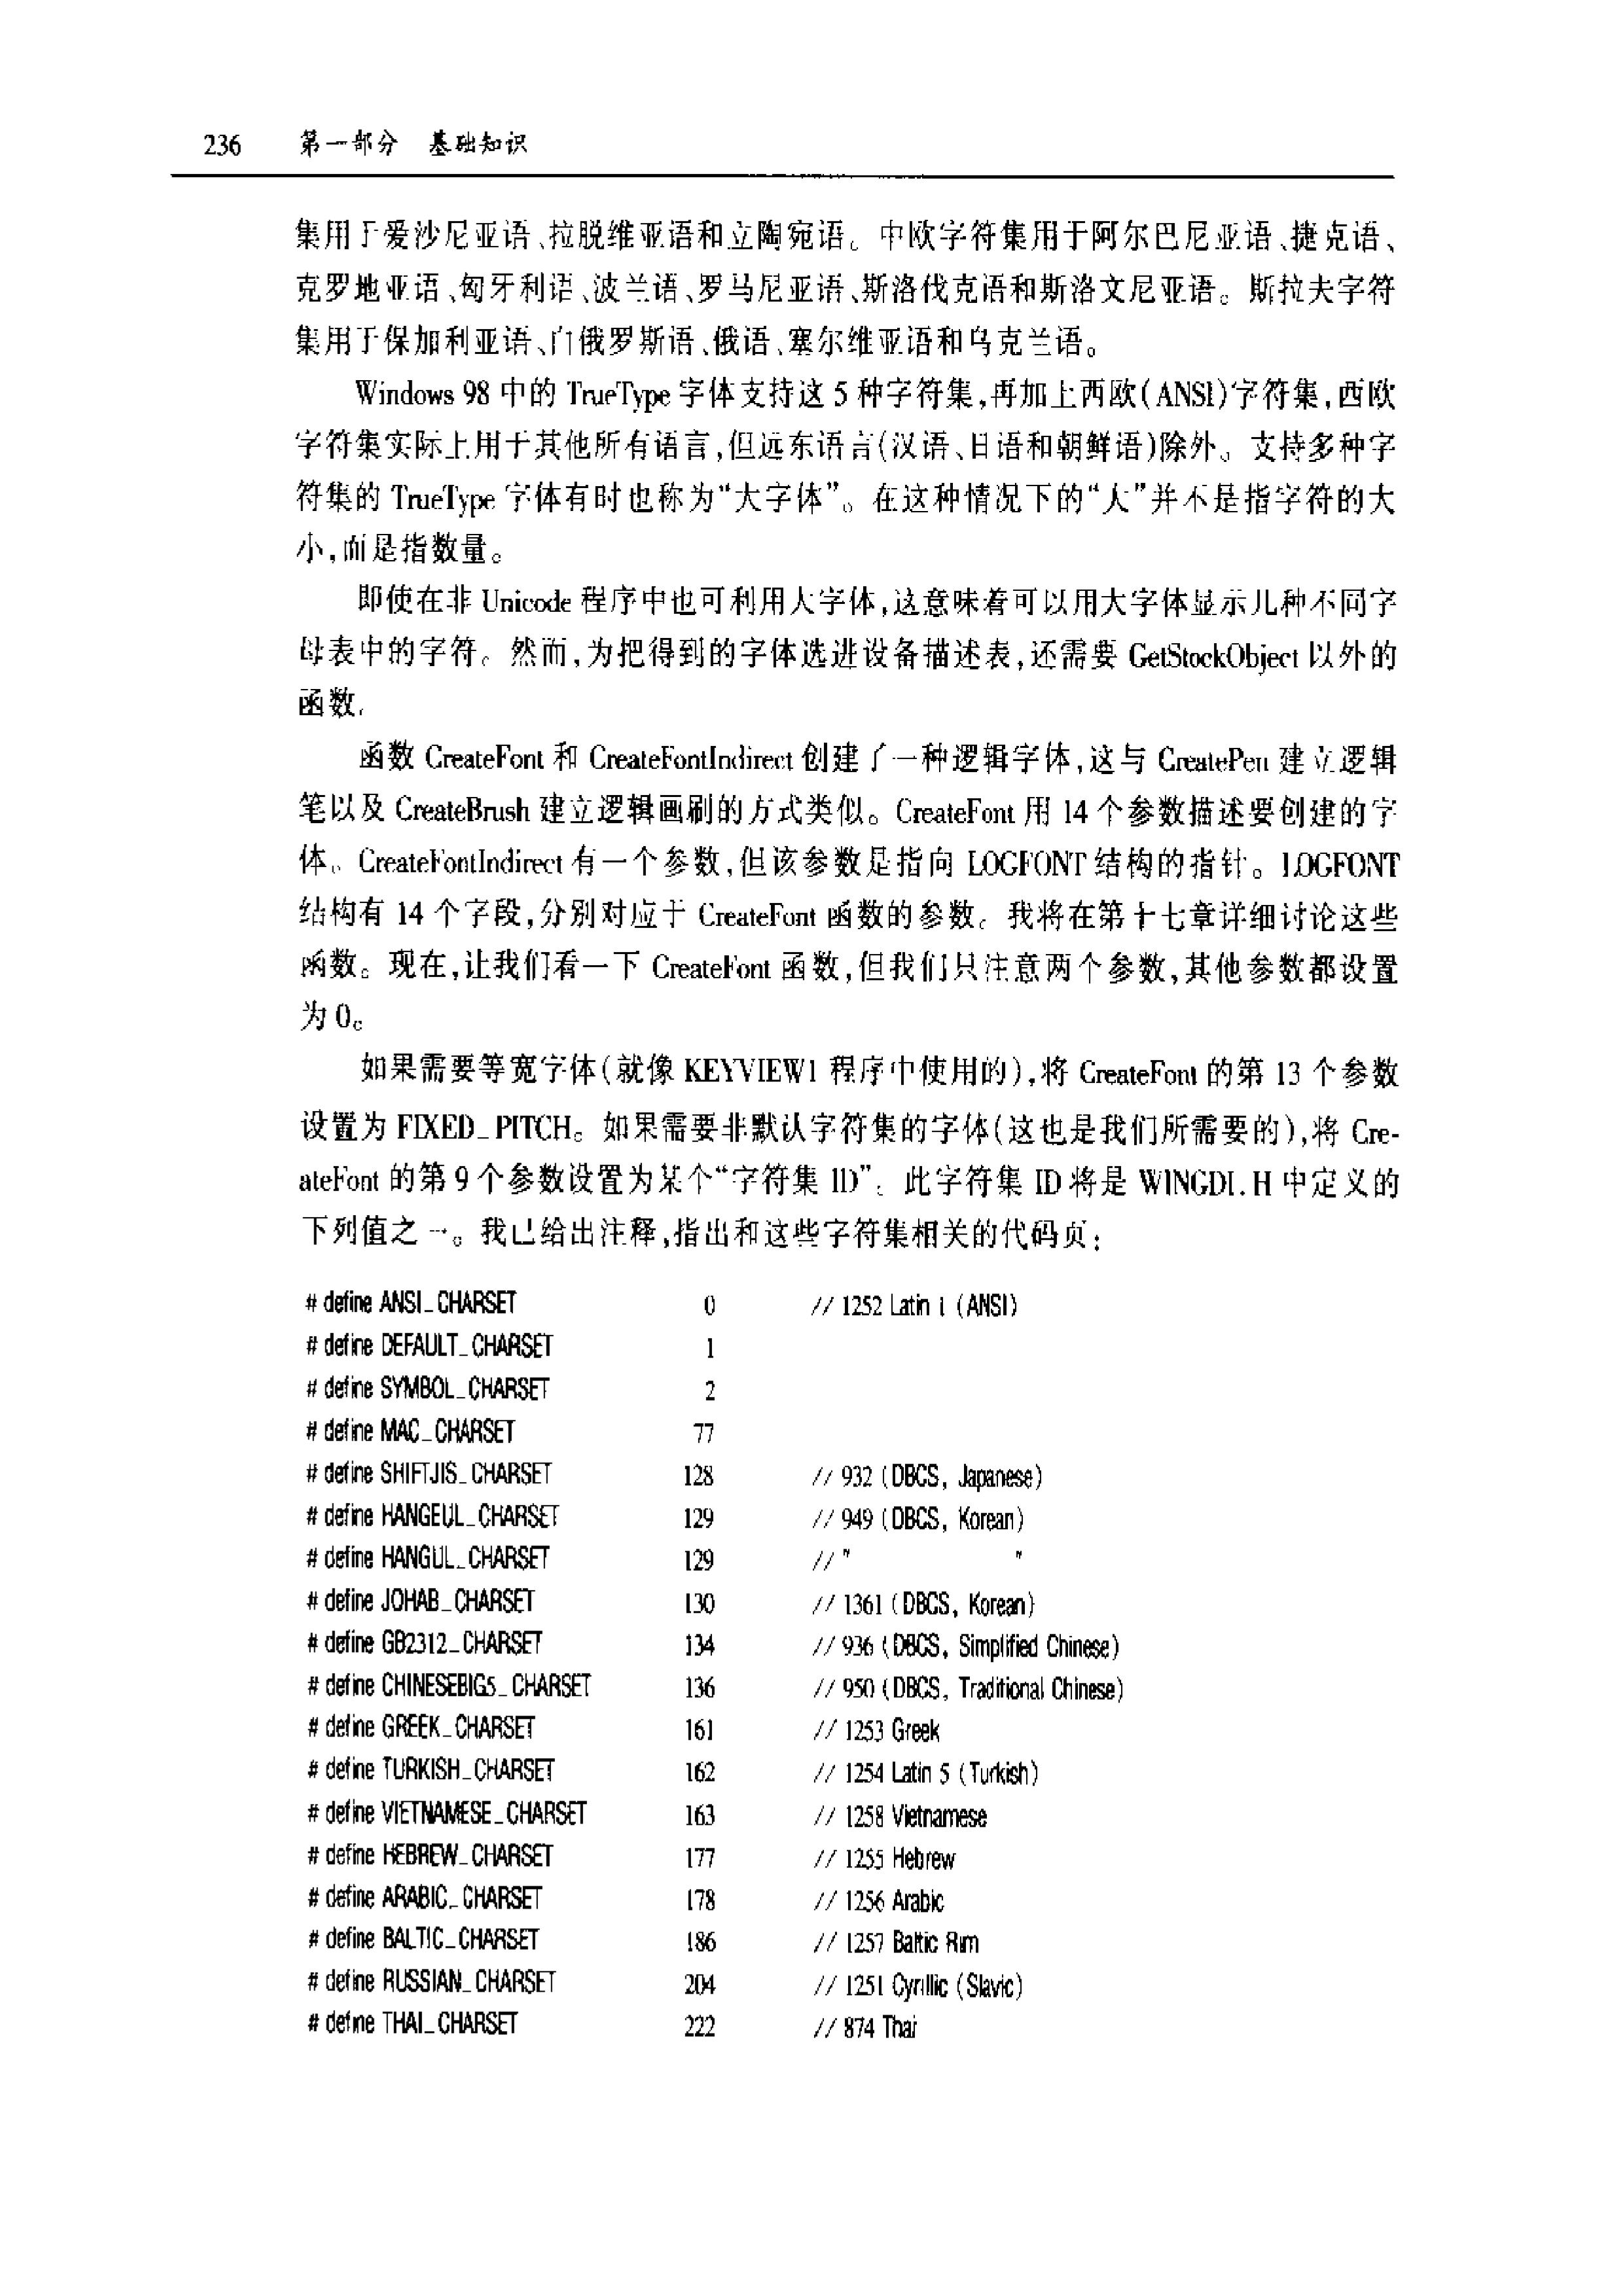 236 第一部分 基础知识
集用于爱沙尼亚语、拉脱维亚语和立陶宛语。中欧字符集用于阿尔巴尼亚语、捷克语、
克罗地亚语、匈牙利语、波兰语、罗马尼亚语、斯洛伐克语和斯洛文尼亚语。斯拉夫字符
集用于保加利亚语、白俄罗斯语、俄语、塞尔维亚语和乌克兰语。
Windows 98 中的 TrueType 字体支持这 5 种字符集,再加上西欧(ANSI)字符集,西欧
字符集实际上用于其他所有语言,但远东语言(汉语、日语和朝鲜语)除外。支持多种字
符集的 TrueType 字体有时也称为“大字体”。在这种情况下的“大”并不是指字符的大
小,而是指数量。
即使在非 Unicode 程序中也可利用大字体,这意味着可以用大字体显示几种不同字
母表中的字符。然而,为把得到的字体选进设备描述表,还需要 GetStockObject 以外的
函数。
函数 CreateFont 和 CreateFontIndirect 创建了一种逻辑字体,这与 CreatePen 建立逻辑
笔以及 CreateBrush 建立逻辑画刷的方式类似。CreateFont 用 14 个参数描述要创建的字
体。CreateFontIndirect 有一个参数,但该参数是指向 LOGFONT 结构的指针。LOGFONT
结构有 14 个字段,分别对应于 CreateFont 函数的参数。我将在第十七章详细讨论这些
函数。现在,让我们看一下 CreateFont 函数,但我们只注意两个参数,其他参数都设置
为 0。
如果需要等宽字体(就像 KEYVIEW1 程序中使用的),将 CreateFont 的第 13 个参数
设置为 FIXED_PITCH。如果需要非默认字符集的字体(这也是我们所需要的),将 Cre-
ateFont 的第 9 个参数设置为某个“字符集 ID”。此字符集 ID 将是 WINGDI.H 中定义的
下列值之一。我已给出注释,指出和这些字符集相关的代码页:
# define ANSI_CHARSET 0 // 1252 Latin 1 (ANSI)
# define DEFAULT_CHARSET 1
# define SYMBOL_CHARSET 2
# define MAC_CHARSET 77
# define SHIFTJIS_CHARSET 128 // 932 (DBCS, Japanese)
# define HANGEUL_CHARSET 129 // 949 (DBCS, Korean)
# define HANGUL_CHARSET 129 // " "
# define JOHAB_CHARSET 130 // 1361 (DBCS, Korean)
# define GB2312_CHARSET 134 // 936 (DBCS, Simplified Chinese)
# define CHINESEBIG5_CHARSET 136 // 950 (DBCS, Traditional Chinese)
# define GREEK_CHARSET 161 // 1253 Greek
# define TURKISH_CHARSET 162 // 1254 Latin 5 (Turkish)
# define VIETNAMESE_CHARSET 163 // 1258 Vietnamese
# define HEBREW_CHARSET 177 // 1255 Hebrew
# define ARABIC_CHARSET 178 // 1256 Arabic
# define BALTIC_CHARSET 186 // 1257 Baltic Rim
# define RUSSIAN_CHARSET 204 // 1251 Cyrillic (Slavic)
# define THAI_CHARSET 222 // 874 Thai